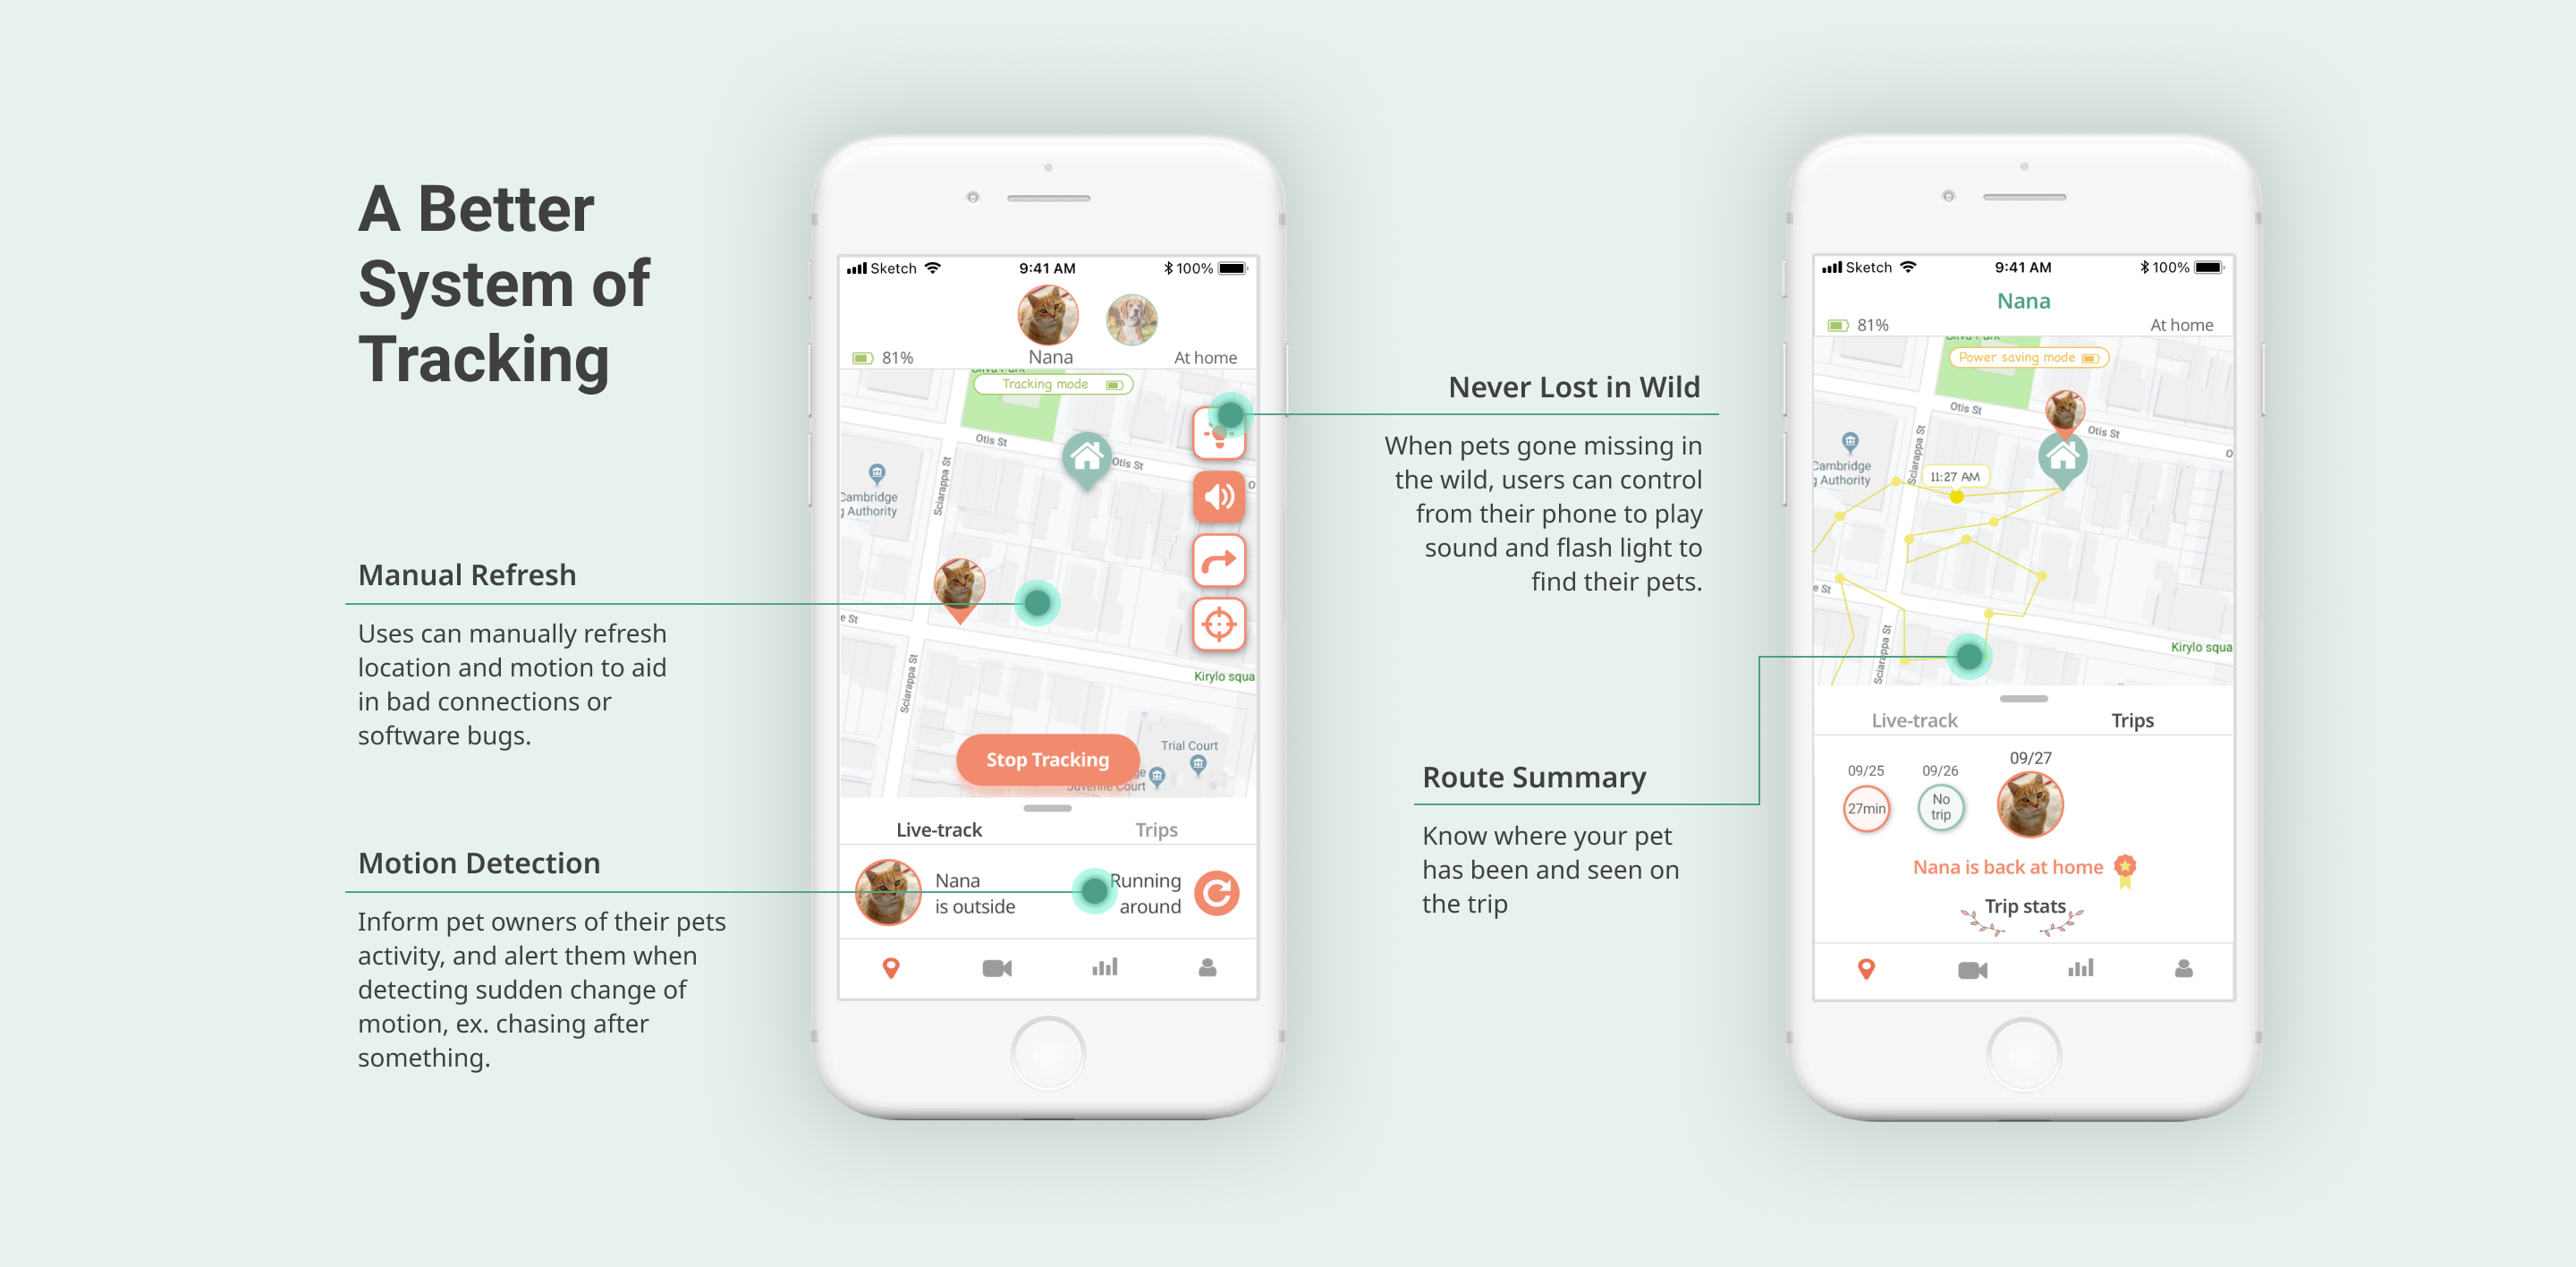 A Better
System of
Tracking
Manual Refresh
Uses can manually refresh
location and motion to aid
in bad connections or
software bugs.
Motion Detection
Inform pet owners of their pets
activity, and alert them when
detecting sudden change of
motion, ex. chasing after
something.
Sketch 9:41 AM 100%
81% Nana At home
Tracking mode
Otis St
Otis St
Sciarappa St
Cambridge
Authority
e St
Sciarappa St
Kirylo squa
Trial Court
Stop Tracking
Juvenile Court
Live-track Trips
Nana
is outside
Running
around
Never Lost in Wild
When pets gone missing in
the wild, users can control
from their phone to play
sound and flash light to
find their pets.
Route Summary
Know where your pet
has been and seen on
the trip
Sketch 9:41 AM 100%
Nana
81% At home
Power saving mode
Otis St
Otis St
Sciarappa St
Cambridge
g Authority
11:27 AM
e St
Sciarappa St
Kirylo squa
Live-track Trips
09/25 09/26 09/27
27min
No
trip
Nana is back at home
Trip stats